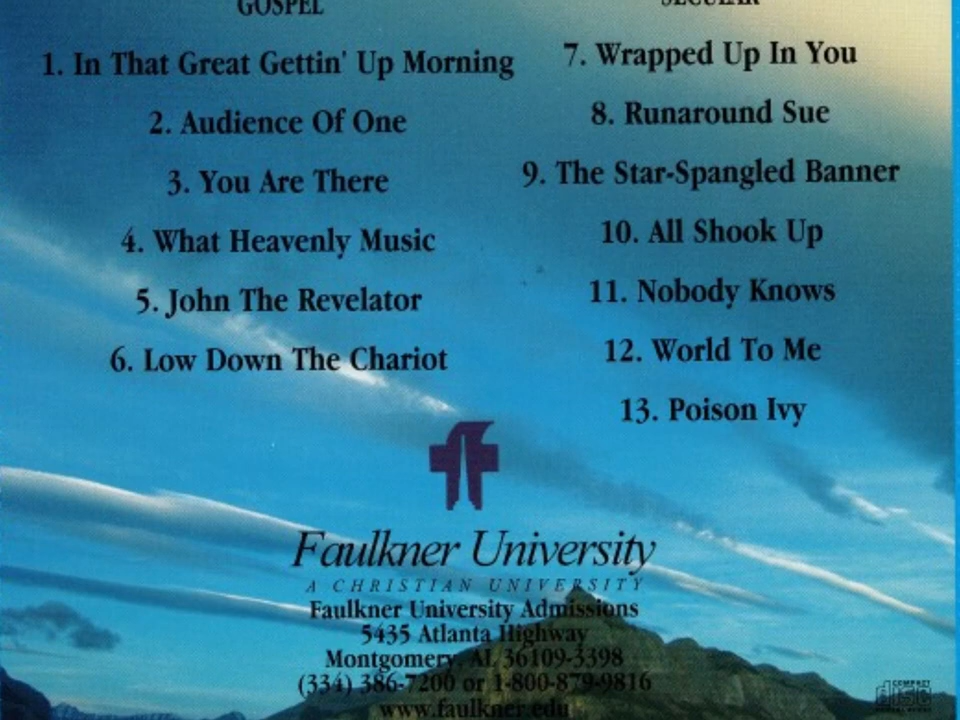 GOSPEL
1. In That Great Gettin' Up Morning
2. Audience Of One
3. You Are There
4. What Heavenly Music
5. John The Revelator
6. Low Down The Chariot
SECULAR
7. Wrapped Up In You
8. Runaround Sue
9. The Star-Spangled Banner
10. All Shook Up
11. Nobody Knows
12. World To Me
13. Poison Ivy
Faulkner University
A CHRISTIAN UNIVERSITY
Faulkner University Admissions
5435 Atlanta Highway
Montgomery, AL 36109-3398
(334) 386-7200 or 1-800-879-9816
www.faulkner.edu
COMPACT
disc